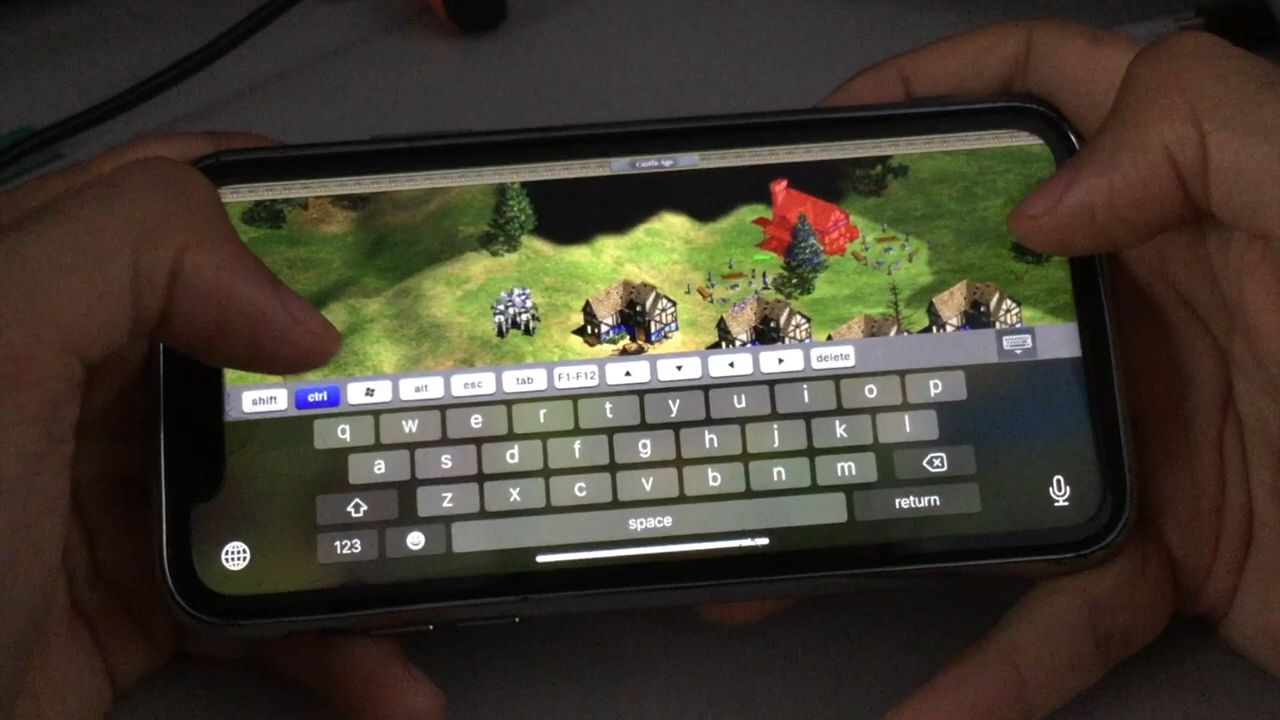 Castle Age
shift ctrl alt esc tab F1-F12 ▲ ▼ ◀ ▶ delete
q w e r t y u i o p
a s d f g h j k l
z x c v b n m
123 space return